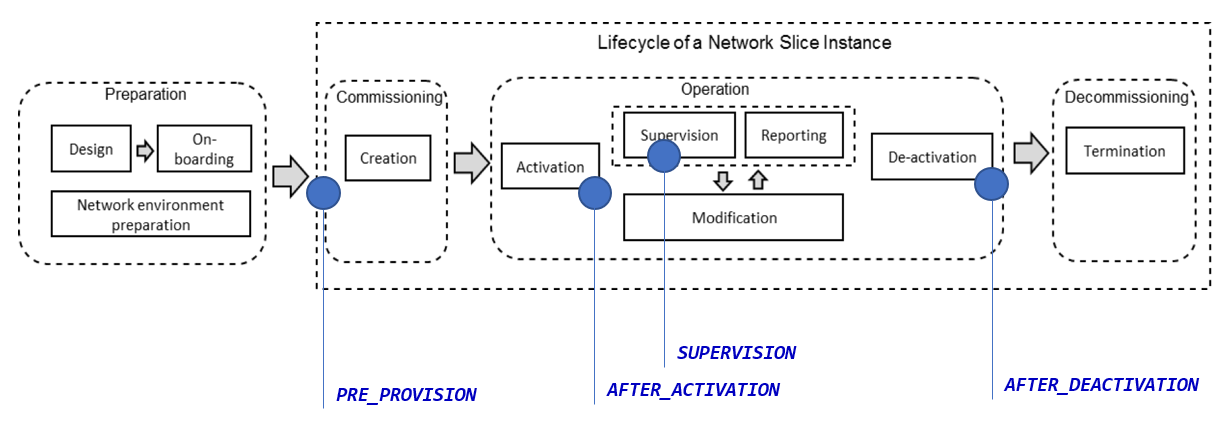 Lifecycle of a Network Slice Instance
Preparation
Design
On-
boarding
Network environment
preparation
Commissioning
Creation
Operation
Activation
Supervision
Reporting
Modification
De-activation
Decommissioning
Termination
PRE_PROVISION
AFTER_ACTIVATION
SUPERVISION
AFTER_DEACTIVATION